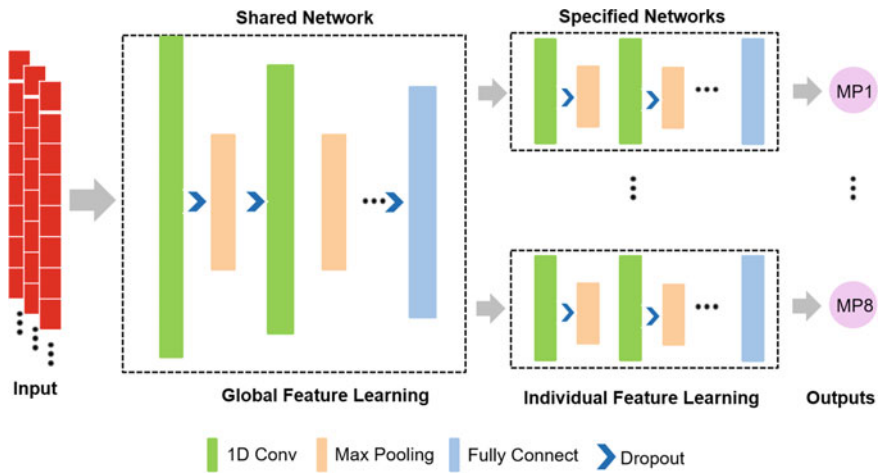 Shared Network
Specified Networks
MP1
MP8
Input
Global Feature Learning
Individual Feature Learning
Outputs
1D Conv
Max Pooling
Fully Connect
Dropout